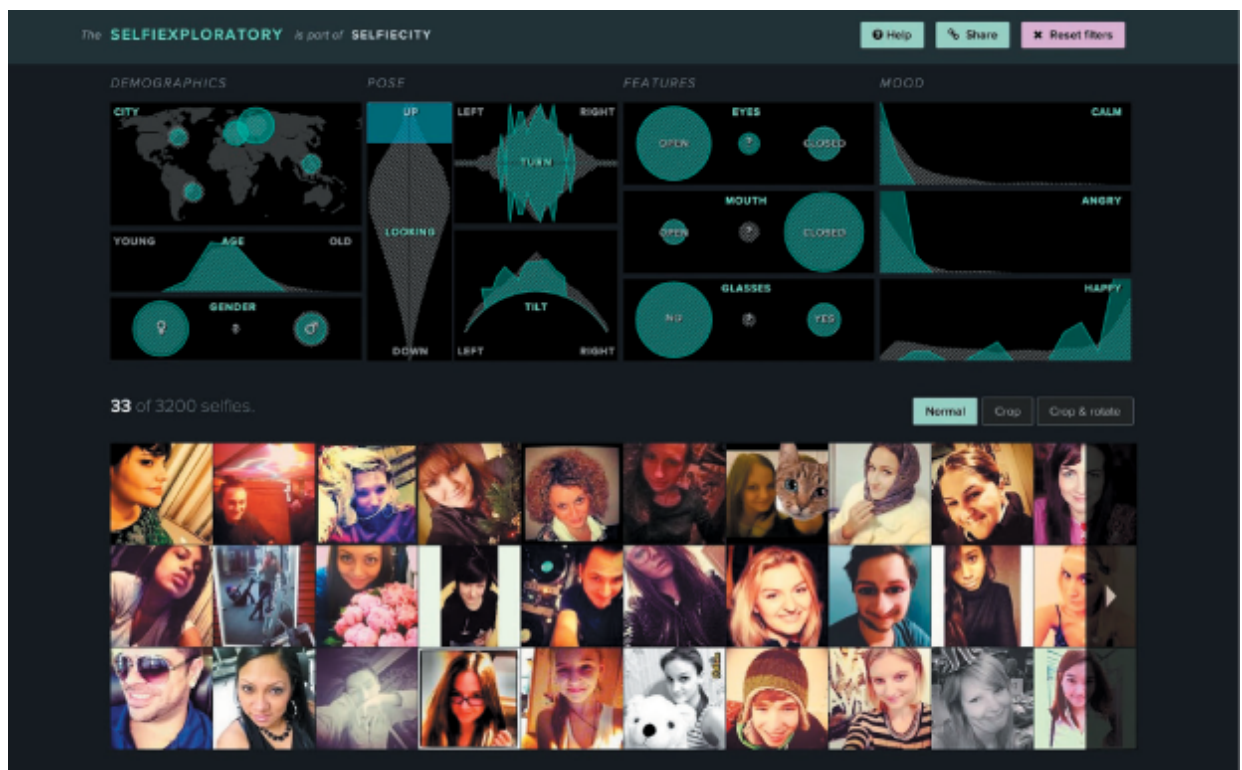 The SELFIEXPLORATORY is part of SELFIECITY
Help Share Reset filters
DEMOGRAPHICS POSE FEATURES MOOD
CITY
YOUNG AGE OLD
GENDER
UP
LOOKING
DOWN
LEFT RIGHT
TURN
TILT
LEFT RIGHT
EYES
OPEN ? CLOSED
MOUTH
OPEN ? CLOSED
GLASSES
NO ? YES
CALM
ANGRY
HAPPY
33 of 3200 selfies.
Normal Crop Crop & rotate